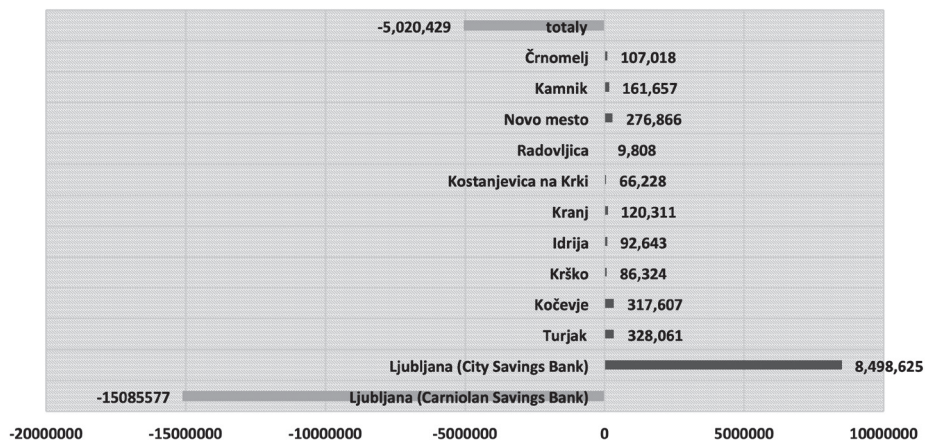 -5,020,429 totaly
Črnomelj 107,018
Kamnik 161,657
Novo mesto 276,866
Radovljica 9,808
Kostanjevica na Krki 66,228
Kranj 120,311
Idrija 92,643
Krško 86,324
Kočevje 317,607
Turjak 328,061
Ljubljana (City Savings Bank) 8,498,625
-15085577 Ljubljana (Carniolan Savings Bank)
-20000000 -15000000 -10000000 -5000000 0 5000000 10000000